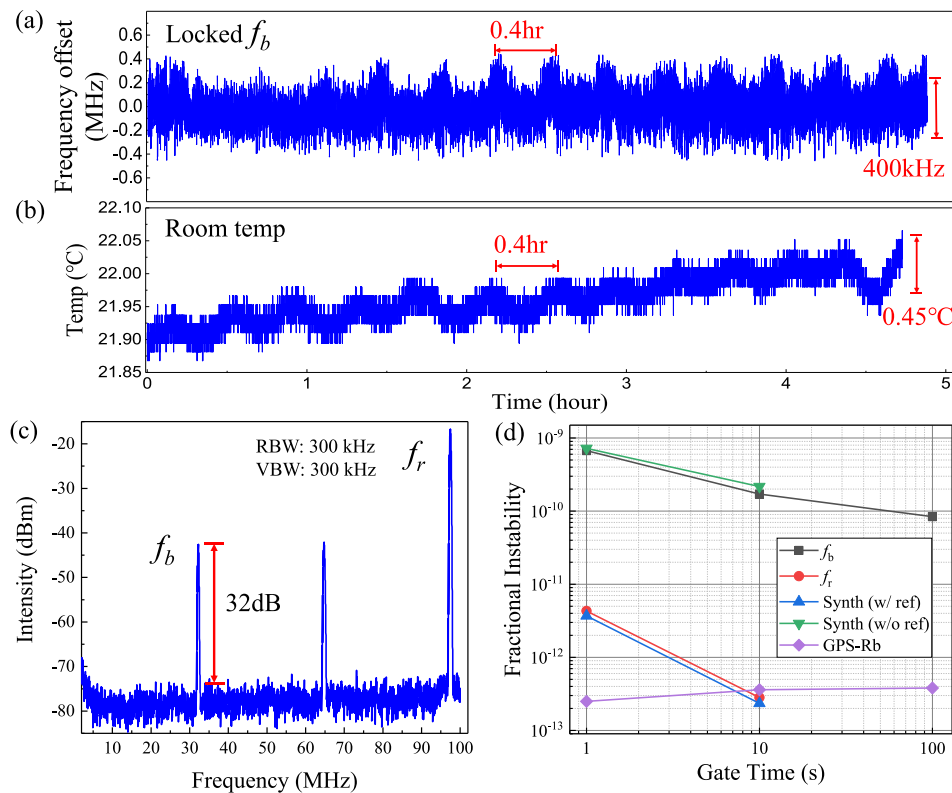 (a)
Locked f_b
0.4hr
Frequency offset
(MHz)
0.6
0.4
0.2
0.0
-0.2
-0.4
-0.6
400kHz
(b)
Room temp
0.4hr
Temp (°C)
22.10
22.05
22.00
21.95
21.90
21.85
0.45°C
0 1 2 3 4 5
Time (hour)
(c)
RBW: 300 kHz
VBW: 300 kHz
f_r
f_b
32dB
Intensity (dBm)
-20
-30
-40
-50
-60
-70
-80
10 20 30 40 50 60 70 80 90 100
Frequency (MHz)
(d)
Fractional Instability
10^-9
10^-10
10^-11
10^-12
10^-13
f_b
f_r
Synth (w/ ref)
Synth (w/o ref)
GPS-Rb
1 10 100
Gate Time (s)